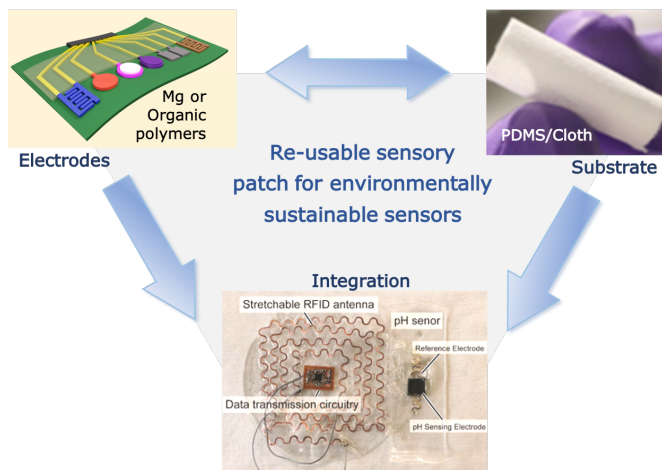 Mg or
Organic
polymers
Electrodes
PDMS/Cloth
Substrate
Re-usable sensory
patch for environmentally
sustainable sensors
Integration
Stretchable RFID antenna
pH senor
Reference Electrode
Data transmission circuitry
pH Sensing Electrode